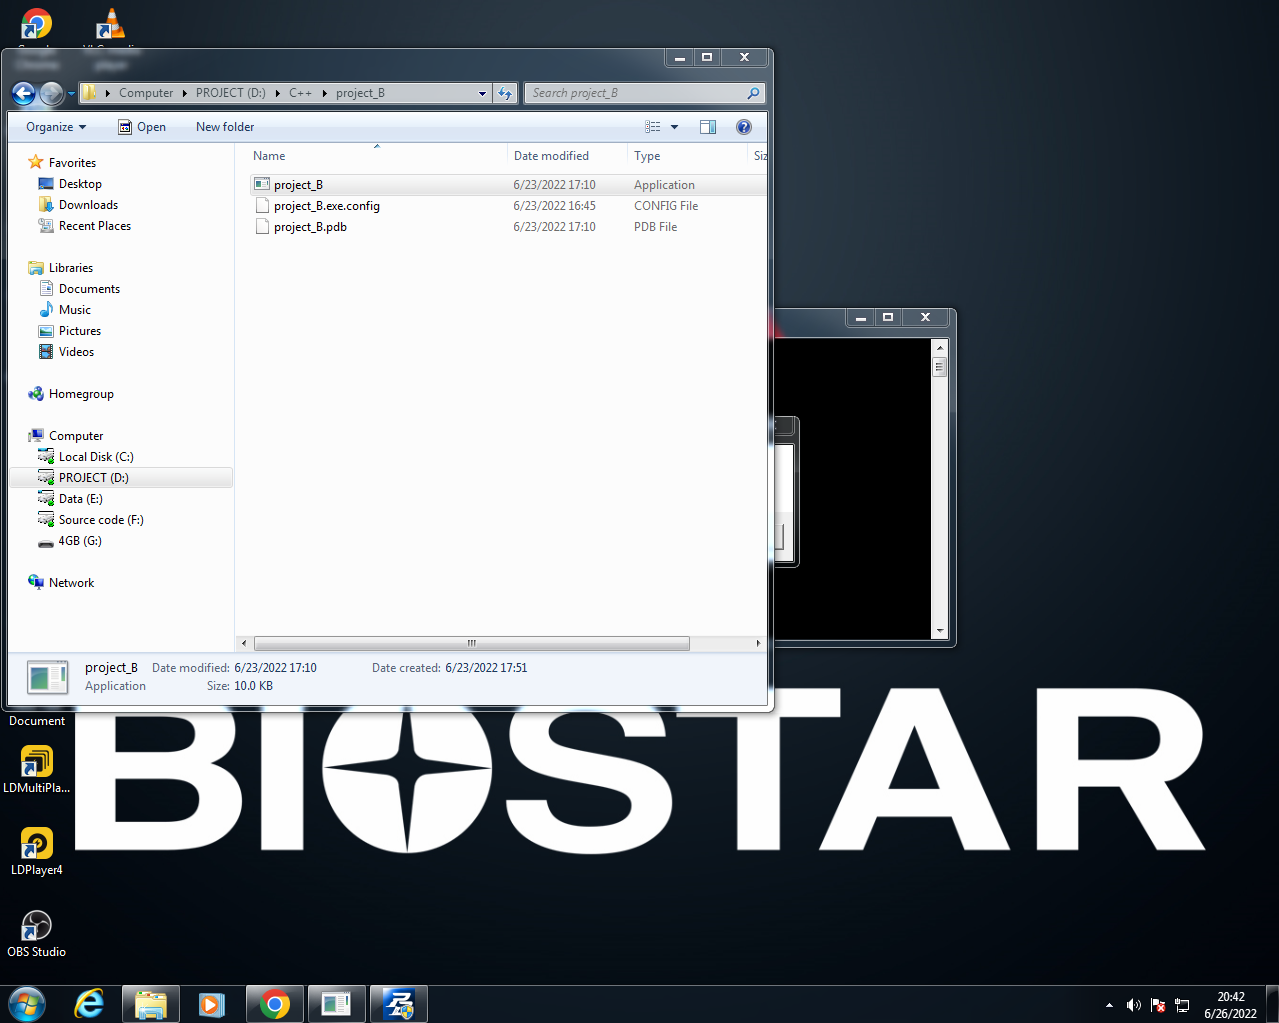 Computer PROJECT (D:) C++ project_B
Search project_B
Organize Open New folder
Name Date modified Type Siz
project_B 6/23/2022 17:10 Application
project_B.exe.config 6/23/2022 16:45 CONFIG File
project_B.pdb 6/23/2022 17:10 PDB File
Favorites
Desktop
Downloads
Recent Places
Libraries
Documents
Music
Pictures
Videos
Homegroup
Computer
Local Disk (C:)
PROJECT (D:)
Data (E:)
Source code (F:)
4GB (G:)
Network
project_B Date modified: 6/23/2022 17:10 Date created: 6/23/2022 17:51
Application Size: 10.0 KB
Document
BIOSTAR
LDMultiPla...
LDPlayer4
OBS Studio
20:42
6/26/2022